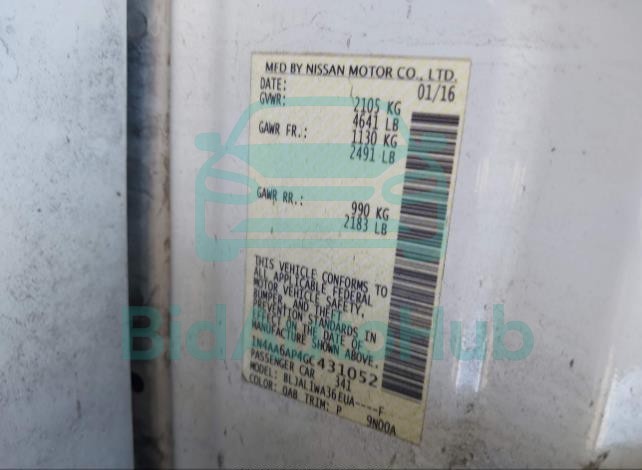 MFD BY NISSAN MOTOR CO., LTD.
DATE: 01/16
GVWR: 2105 KG
4641 LB
GAWR FR.: 1130 KG
2491 LB
GAWR RR.: 990 KG
2183 LB
THIS VEHICLE CONFORMS TO
ALL APPLICABLE FEDERAL
MOTOR VEHICLE SAFETY,
BUMPER, AND THEFT
PREVENTION STANDARDS IN
EFFECT ON THE DATE OF
MANUFACTURE SHOWN ABOVE.
1N4AA6AP4GC431052
PASSENGER CAR 341
MODEL: BLJALIWA36EUA----F
COLOR: QAB TRIM: P 9N00A
BidAutoHub